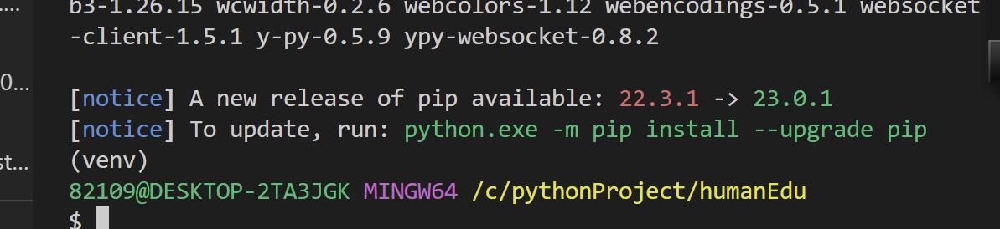 b3-1.26.15 wcwidth-0.2.6 webcolors-1.12 webencodings-0.5.1 websocket
-client-1.5.1 y-py-0.5.9 ypy-websocket-0.8.2
0...
[notice] A new release of pip available: 22.3.1 -> 23.0.1
[notice] To update, run: python.exe -m pip install --upgrade pip
st...
(venv)
82109@DESKTOP-2TA3JGK MINGW64 /c/pythonProject/humanEdu
$